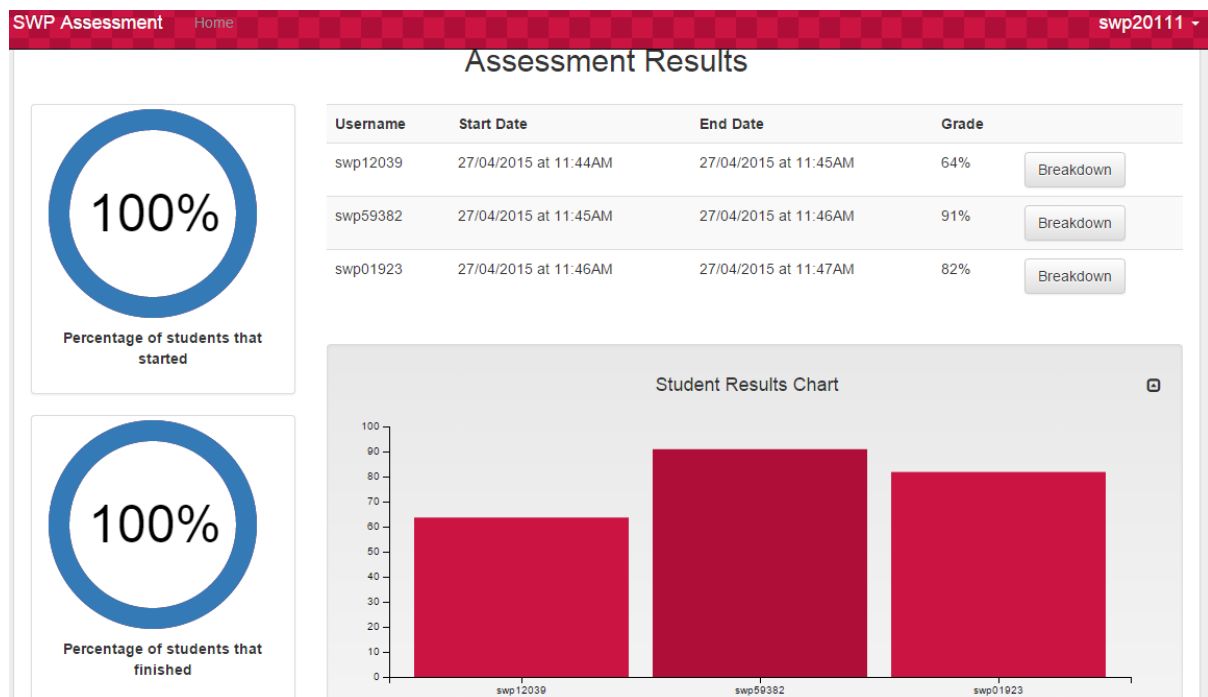 SWP Assessment Home swp20111
Assessment Results
100%
Percentage of students that
started
100%
Percentage of students that
finished
Username Start Date End Date Grade
swp12039 27/04/2015 at 11:44AM 27/04/2015 at 11:45AM 64% Breakdown
swp59382 27/04/2015 at 11:45AM 27/04/2015 at 11:46AM 91% Breakdown
swp01923 27/04/2015 at 11:46AM 27/04/2015 at 11:47AM 82% Breakdown
Student Results Chart
100
90
80
70
60
50
40
30
20
10
0
swp12039 swp59382 swp01923